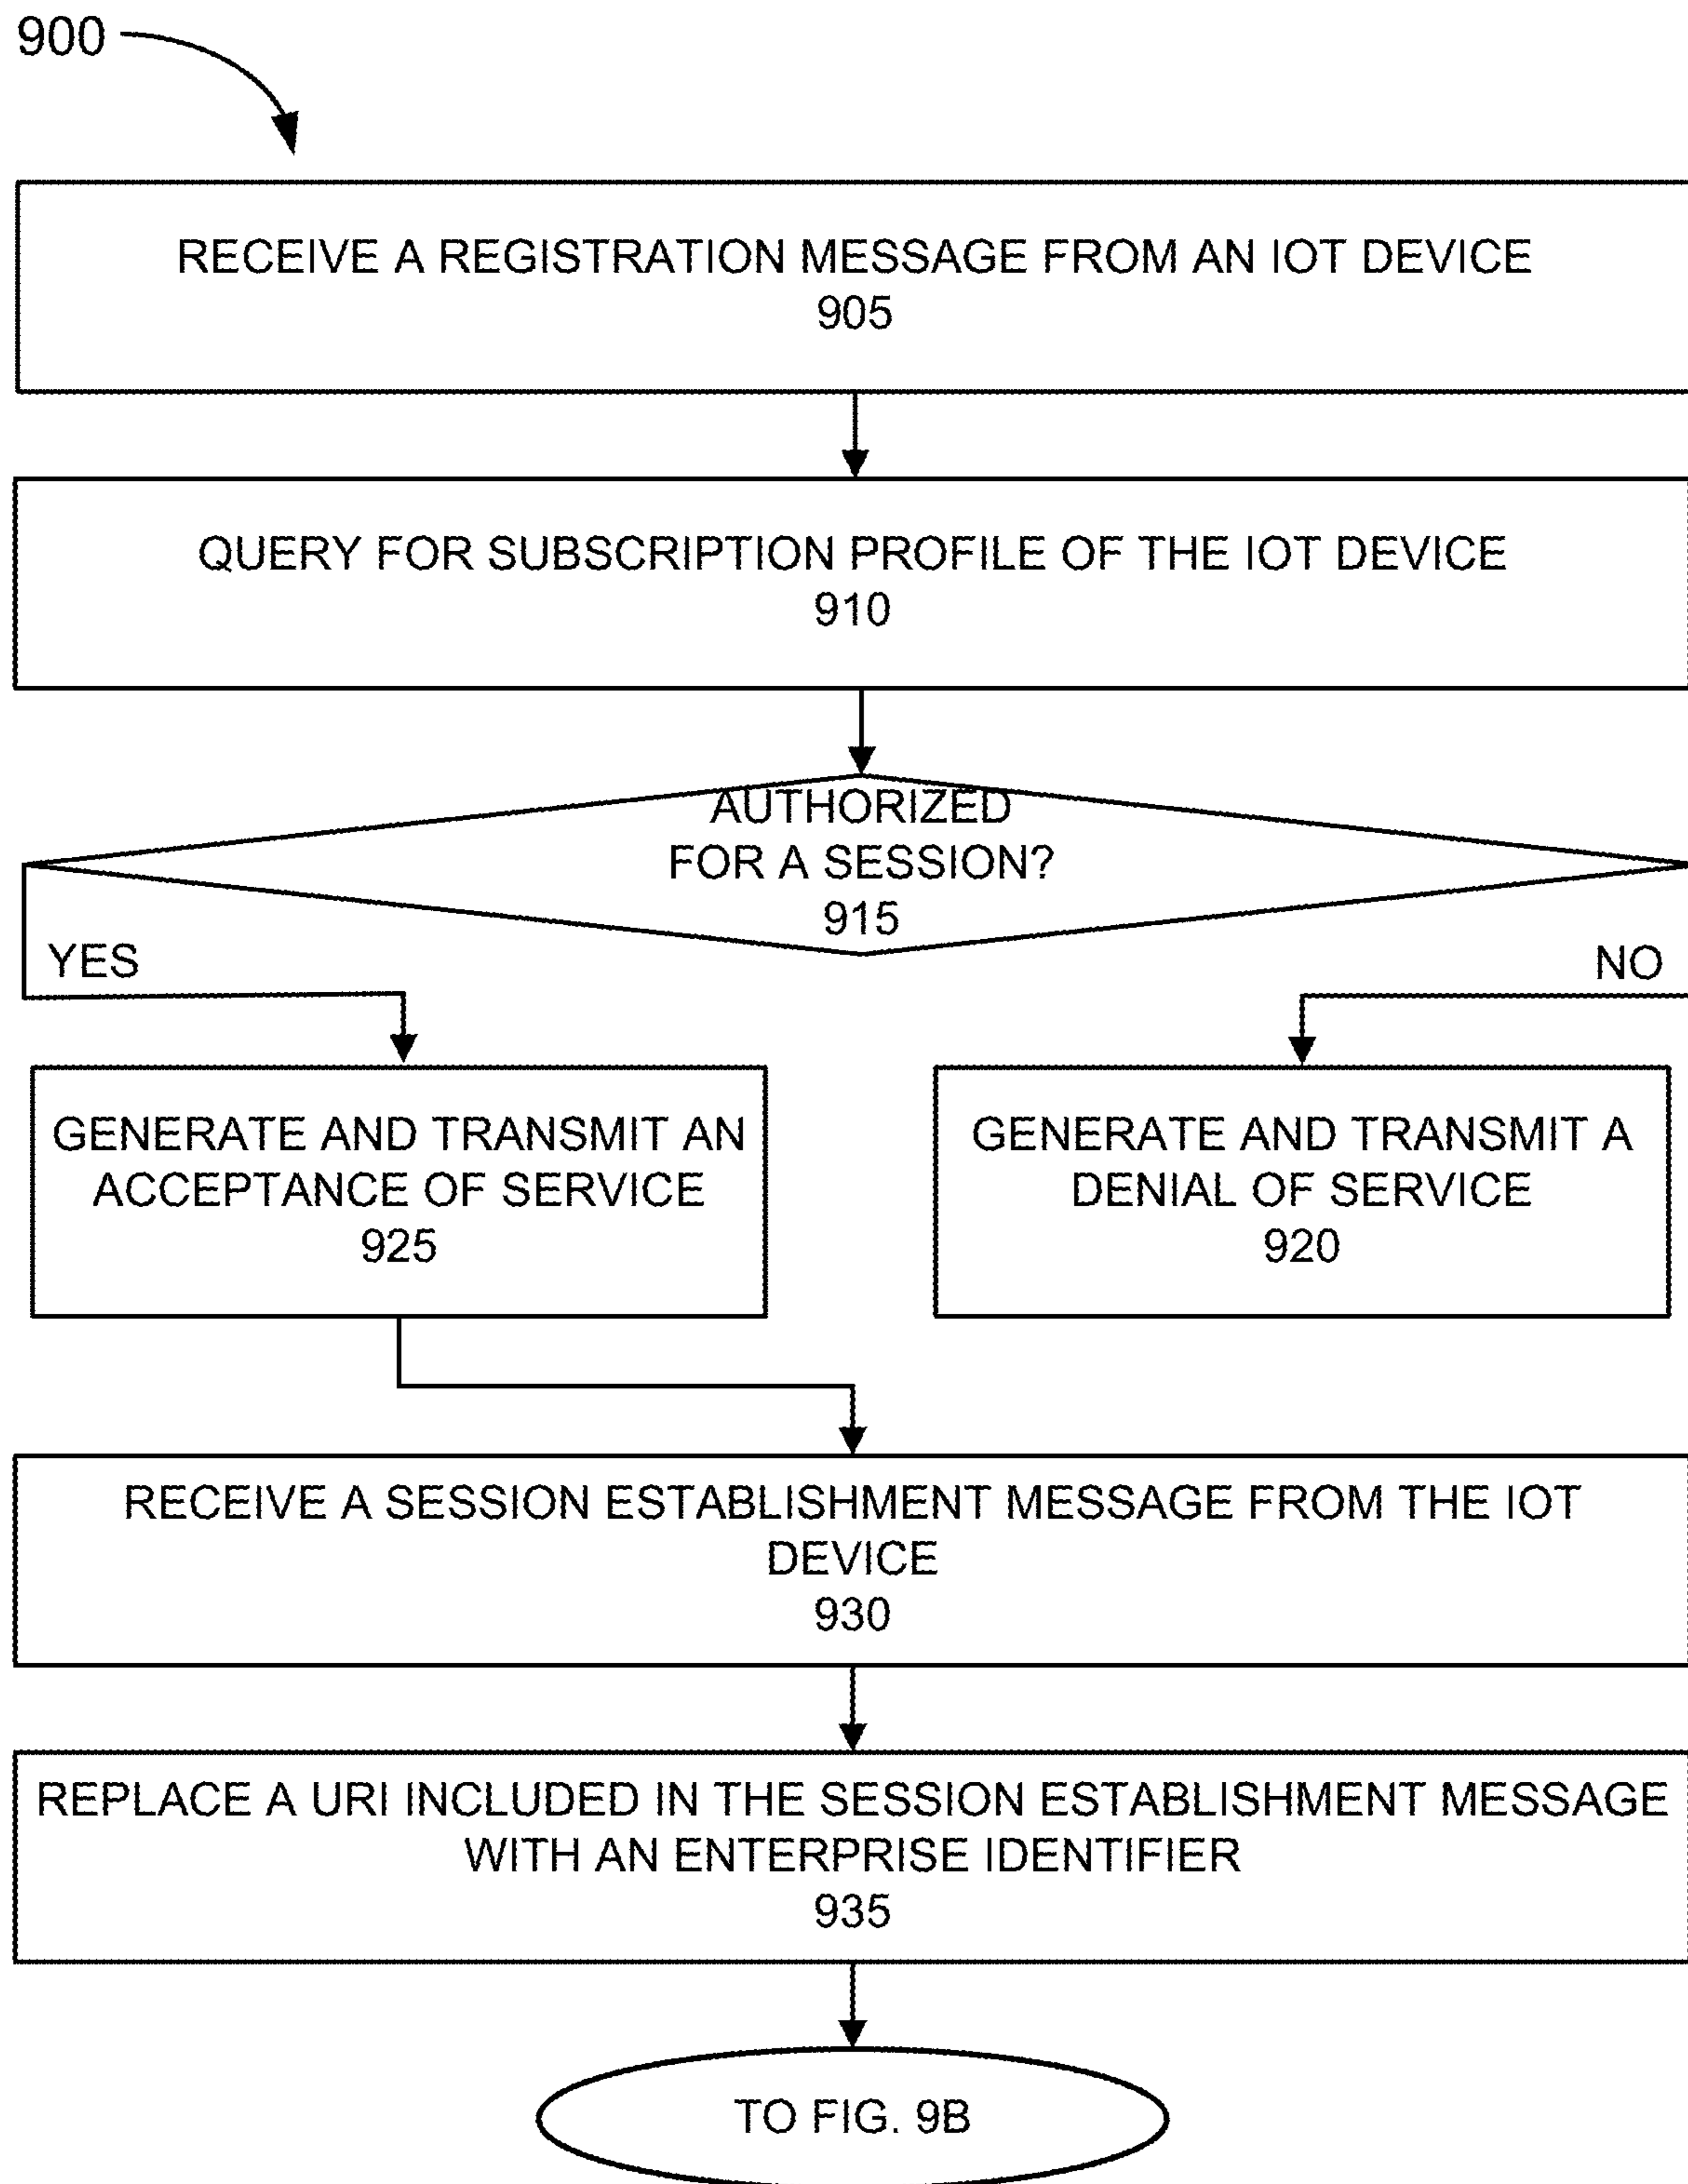 900
RECEIVE A REGISTRATION MESSAGE FROM AN IOT DEVICE
905
QUERY FOR SUBSCRIPTION PROFILE OF THE IOT DEVICE
910
AUTHORIZED
FOR A SESSION?
915
YES
NO
GENERATE AND TRANSMIT AN
ACCEPTANCE OF SERVICE
925
GENERATE AND TRANSMIT A
DENIAL OF SERVICE
920
RECEIVE A SESSION ESTABLISHMENT MESSAGE FROM THE IOT
DEVICE
930
REPLACE A URI INCLUDED IN THE SESSION ESTABLISHMENT MESSAGE
WITH AN ENTERPRISE IDENTIFIER
935
TO FIG. 9B